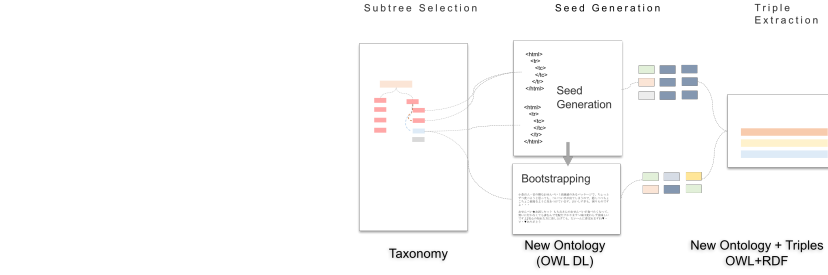 Subtree Selection
Seed Generation
Triple
Extraction
<html>
<tr>
<tc>
</tc>
</tr>
</html>
Seed
Generation
<html>
<tr>
<tc>
</tc>
</tr>
</html>
Bootstrapping
Taxonomy
New Ontology
(OWL DL)
New Ontology + Triples
OWL+RDF